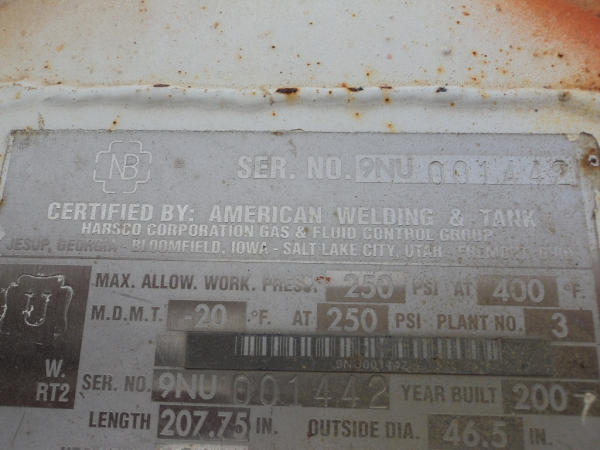 NB SER. NO. 9NU 001442
CERTIFIED BY: AMERICAN WELDING & TANK
HARSCO CORPORATION GAS & FLUID CONTROL GROUP
JESUP, GEORGIA - BLOOMFIELD, IOWA - SALT LAKE CITY, UTAH -
U
W.
RT2
MAX. ALLOW. WORK. PRESS. 250 PSI AT 400 °F.
M.D.M.T. -20 °F. AT 250 PSI PLANT NO. 3
9NU001442
SER. NO. 9NU 001442 YEAR BUILT 200
LENGTH 207.75 IN. OUTSIDE DIA. 46.5 IN